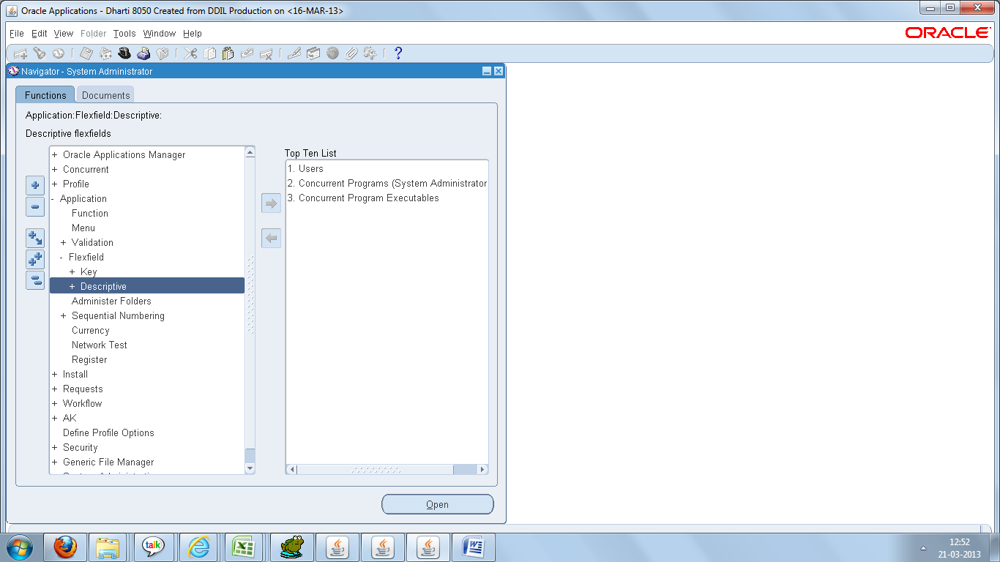 Oracle Applications - Dharti 8050 Created from DDIL Production on <16-MAR-13>
File Edit View Folder Tools Window Help
ORACLE
Navigator - System Administrator
Functions Documents
Application:Flexfield:Descriptive:
Descriptive flexfields
+ Oracle Applications Manager
+ Concurrent
+ Profile
- Application
Function
Menu
+ Validation
- Flexfield
+ Key
+ Descriptive
Administer Folders
+ Sequential Numbering
Currency
Network Test
Register
+ Install
+ Requests
+ Workflow
+ AK
Define Profile Options
+ Security
+ Generic File Manager
Top Ten List
1. Users
2. Concurrent Programs (System Administrator
3. Concurrent Program Executables
Open
talk
12:52
21-03-2013